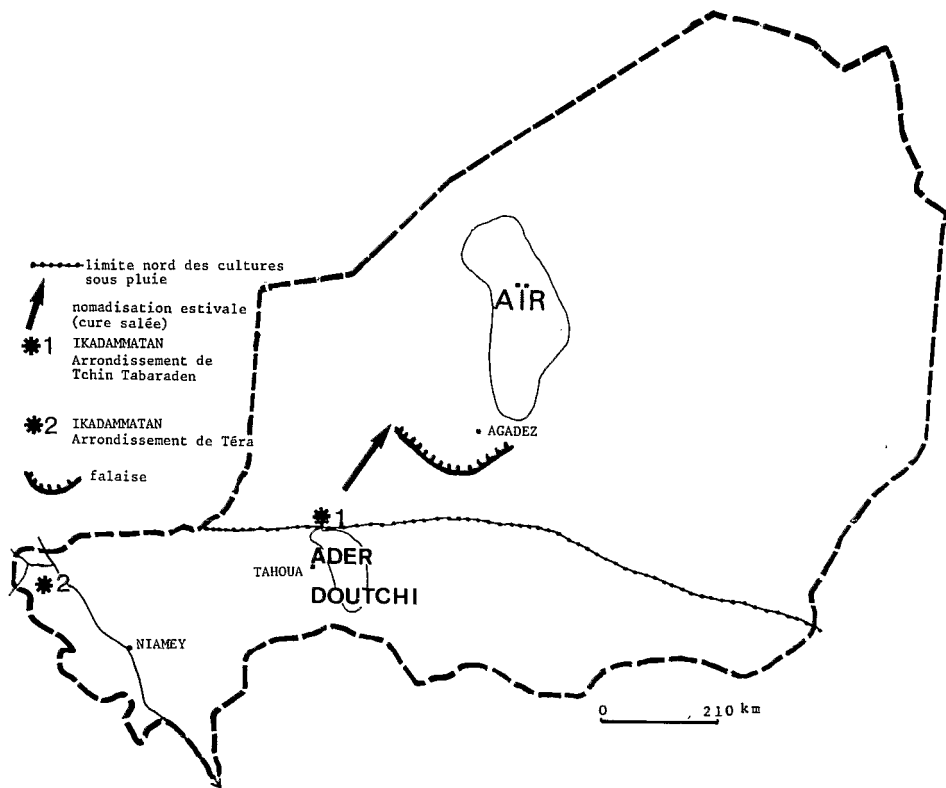 limite nord des cultures
sous pluie
nomadisation estivale
(cure salée)
1 IKADAMMATAN
Arrondissement de
Tchin Tabaraden
2 IKADAMMATAN
Arrondissement de Téra
falaise
AÏR
AGADEZ
1
ADER
TAHOUA
DOUTCHI
2
NIAMEY
0 210 km